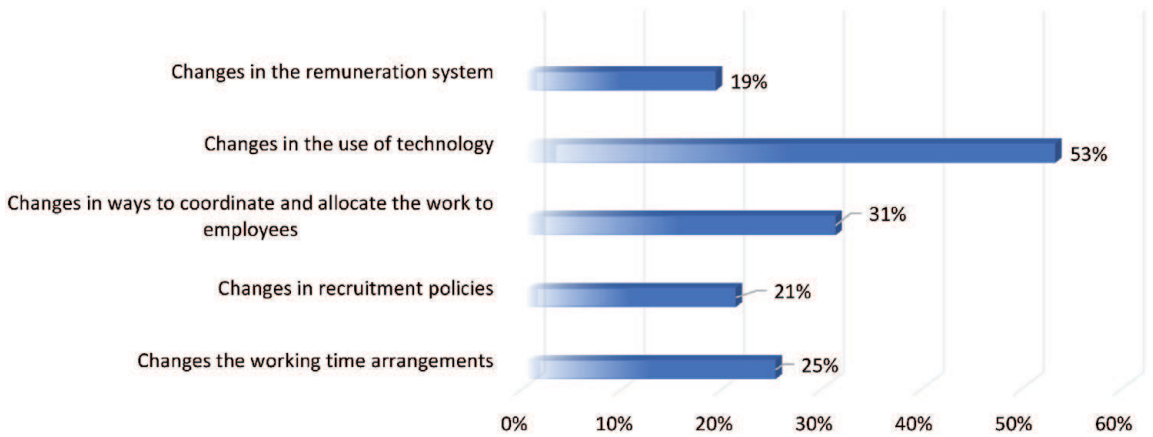 Changes in the remuneration system
19%
Changes in the use of technology
53%
Changes in ways to coordinate and allocate the work to
employees
31%
Changes in recruitment policies
21%
Changes the working time arrangements
25%
0% 10% 20% 30% 40% 50% 60%